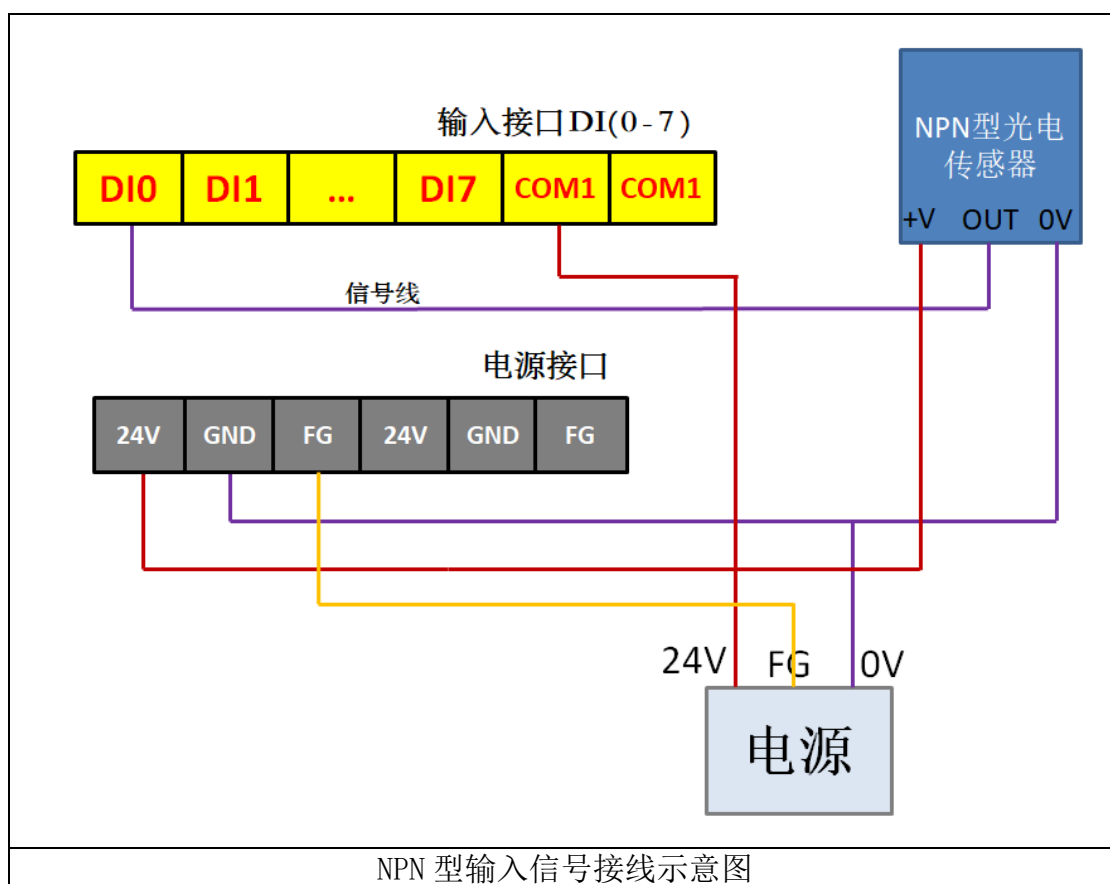 输入接口DI(0-7)
DI0 DI1 ... DI7 COM1 COM1
NPN型光电
传感器
+V OUT 0V
信号线
电源接口
24V GND FG 24V GND FG
24V FG 0V
电源
NPN 型输入信号接线示意图